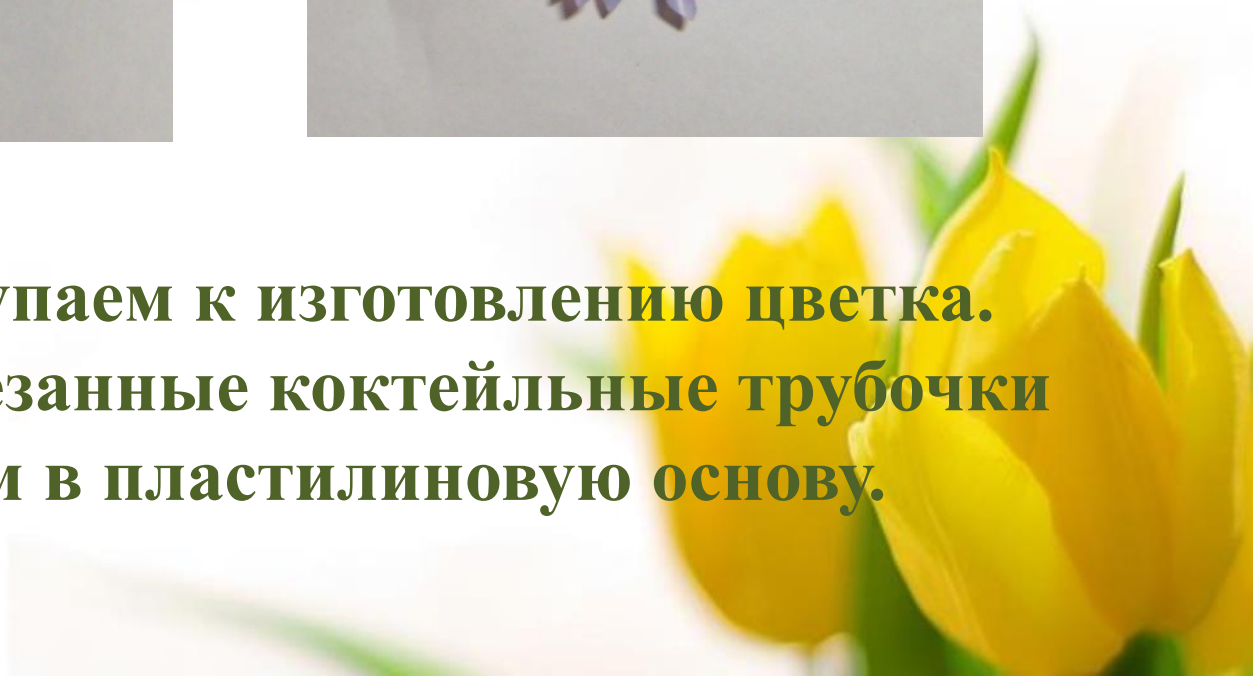 упаем к изготовлению цветка.
езанные коктейльные трубочки
м в пластилиновую основу.